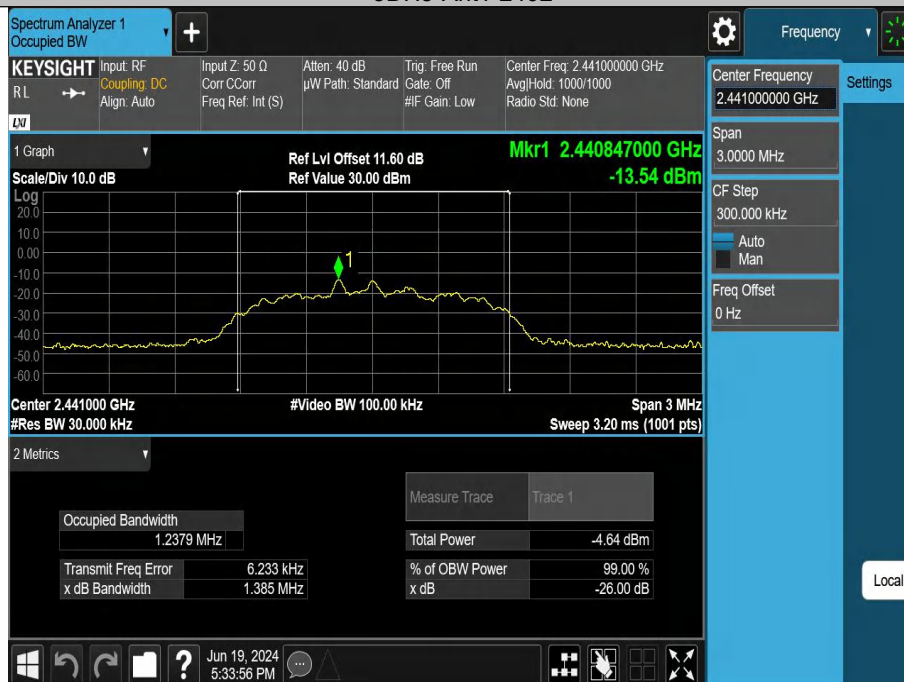 Spectrum Analyzer 1
Occupied BW
+
Frequency
KEYSIGHT
RL
LXI
Input: RF
Coupling: DC
Align: Auto
Input Z: 50 Ω
Corr CCorr
Freq Ref: Int (S)
Atten: 40 dB
µW Path: Standard
Trig: Free Run
Gate: Off
#IF Gain: Low
Center Freq: 2.441000000 GHz
Avg|Hold: 1000/1000
Radio Std: None
Center Frequency
2.441000000 GHz
Settings
Span
3.0000 MHz
CF Step
300.000 kHz
Auto
Man
Freq Offset
0 Hz
Local
1 Graph
Scale/Div 10.0 dB
Ref Lvl Offset 11.60 dB
Ref Value 30.00 dBm
Mkr1 2.440847000 GHz
-13.54 dBm
Log
20.0
10.0
0.00
-10.0
-20.0
-30.0
-40.0
-50.0
-60.0
1
Center 2.441000 GHz
#Res BW 30.000 kHz
#Video BW 100.00 kHz
Span 3 MHz
Sweep 3.20 ms (1001 pts)
2 Metrics
Measure Trace
Trace 1
Occupied Bandwidth
1.2379 MHz
Total Power
-4.64 dBm
Transmit Freq Error
6.233 kHz
% of OBW Power
99.00 %
x dB Bandwidth
1.385 MHz
x dB
-26.00 dB
?
Jun 19, 2024
5:33:56 PM